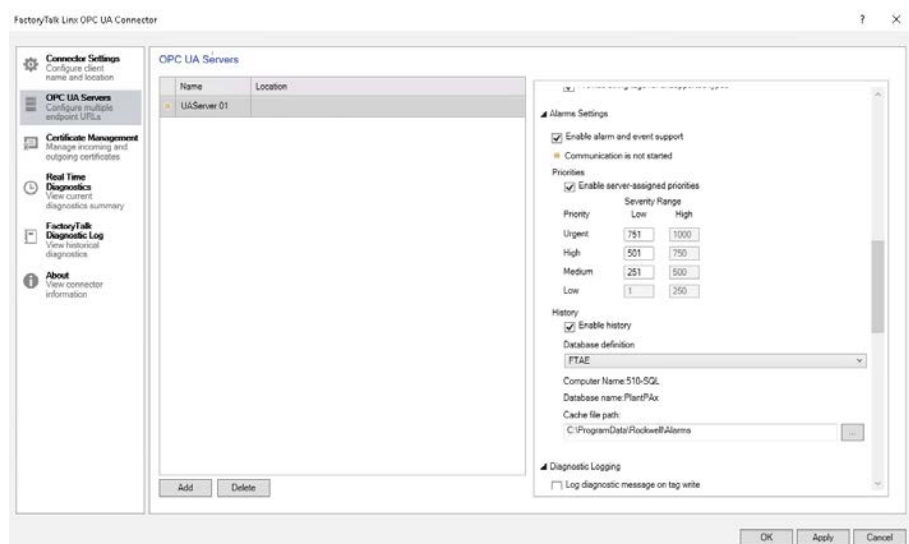 FactoryTalk Linx OPC UA Connector
Connector Settings
Configure client
name and location
OPC UA Servers
Configure multiple
endpoint URLs
Certificate Management
Manage incoming and
outgoing certificates
Real Time
Diagnostics
View current
diagnostics summary
FactoryTalk
Diagnostic Log
View historical
diagnostics
About
View connector
information
OPC UA Servers
Name Location
UAServer 01
Add Delete
Alarms Settings
Enable alarm and event support
Communication is not started
Priorities
Enable server-assigned priorities
Severity Range
Priority Low High
Urgent 751 1000
High 501 750
Medium 251 500
Low 1 250
History
Enable history
Database definition
FTAE
Computer Name:510-SQL
Database name:PlantPAx
Cache file path:
C:\ProgramData\Rockwell\Alarms
...
Diagnostic Logging
Log diagnostic message on tag write
OK Apply Cancel